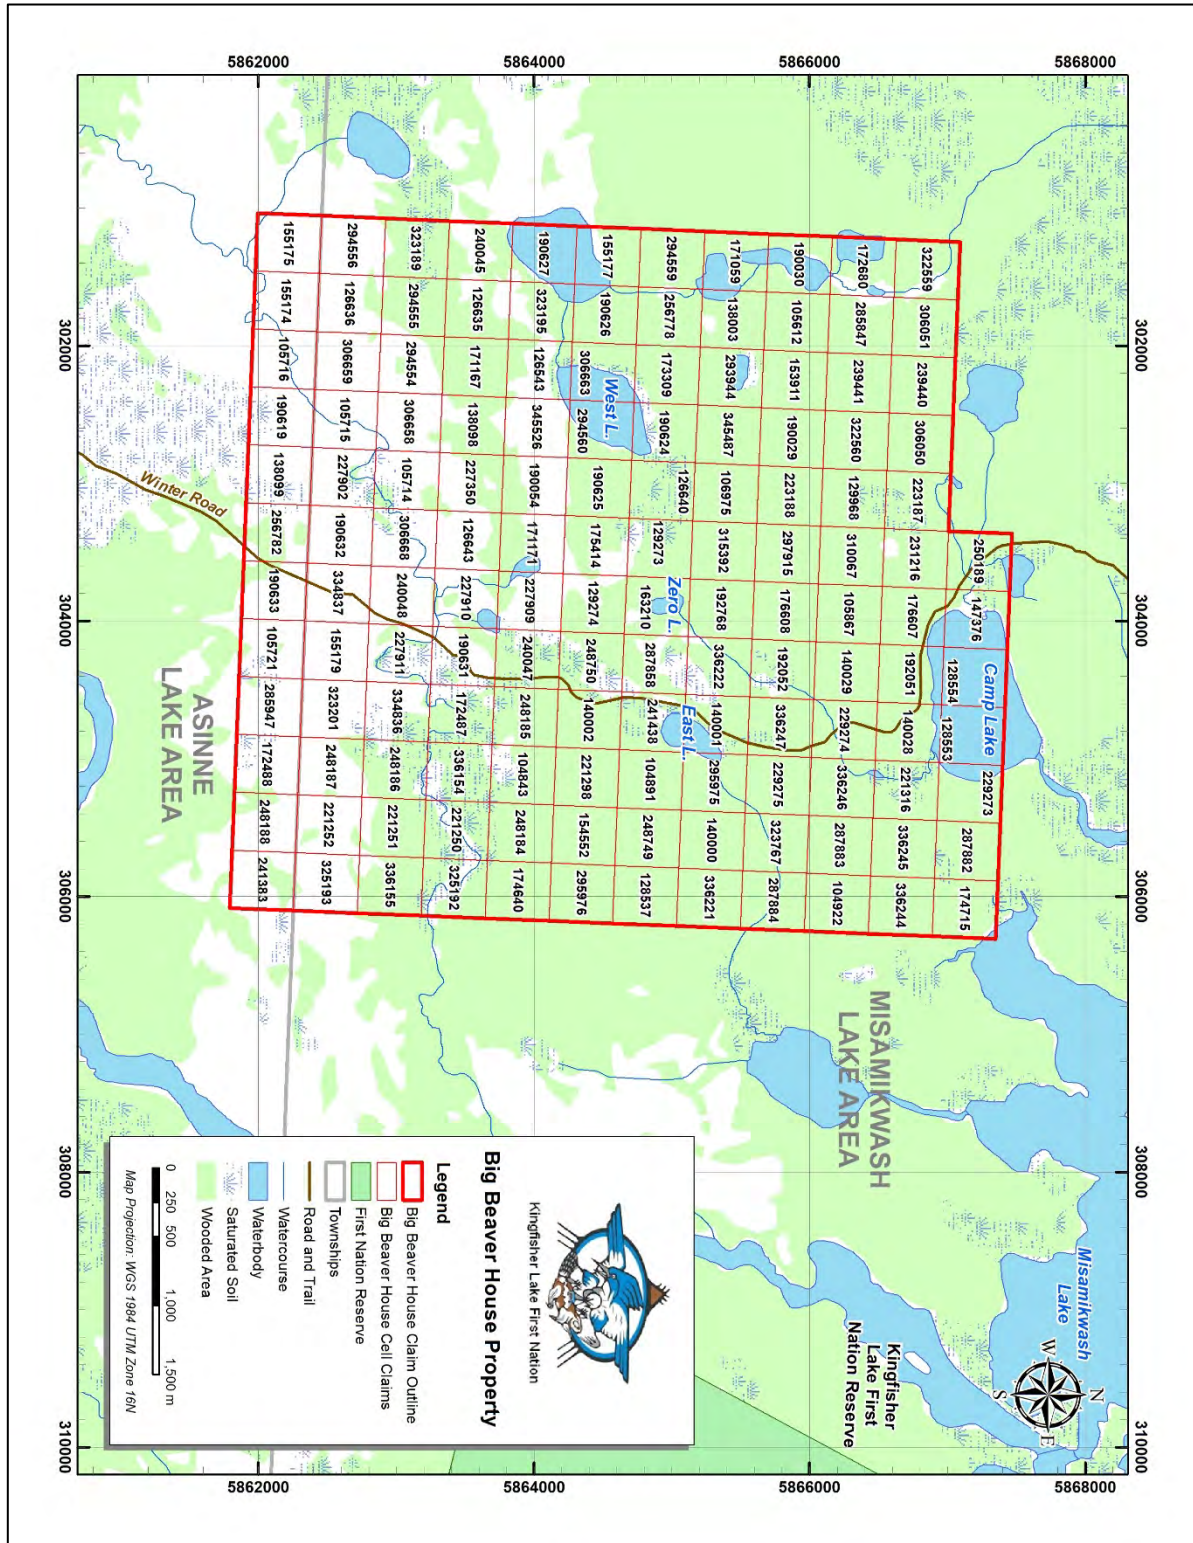 302000 304000 306000 308000 310000
5868000 5868000
Misamikwash
Lake
N
W E
S
Camp Lake
250189 147376 128554 128553 229273 287882 174715
322559 306051 239440 306050 223187 231216 176607 192051 140028 221316 336245 336244
172680 285847 239441 322560 129968 310067 105867 140029 229274 336246 287883 104922
190030 105612 153911 190029 223188 297915 176608 192052 336247 229275 323767 287884
171059 138003 293944 345487 106975 315392 192768 336222 140001 295975 140000 336221
294559 256778 173309 190624 126640 129273 163210 287858 241438 104891 248749 128537
155177 190626 306663 294560 190625 175414 129274 248750 140002 221298 154552 295976
190627 323195 126543 345526 190054 171171 227909 240047 248185 104843 248184 174640
240045 126635 171167 138098 227350 126643 227910 190631 172487 336154 221250 325192
323189 294555 294554 306658 105714 306668 240048 227911 334836 248186 221251 336155
294556 126636 306659 105715 227902 190632 334837 155179 323201 248187 221252 325193
155175 155174 105716 190619 138099 256782 190633 105721 285947 172488 248188 241383
West L.
Zero L.
East L.
Winter Road
MISAMIKWASH
LAKE AREA
Kingfisher
Lake First
Nation Reserve
5866000 5866000
5864000 5864000
5862000 5862000
ASINNE
LAKE AREA
Kingfisher Lake First Nation
Big Beaver House Property
Legend
Big Beaver House Claim Outline
Big Beaver House Cell Claims
First Nation Reserve
Townships
Road and Trail
Watercourse
Waterbody
Saturated Soil
Wooded Area
0 250 500 1,000 1,500 m
Map Projection: WGS 1984 UTM Zone 16N
302000 304000 306000 308000 310000